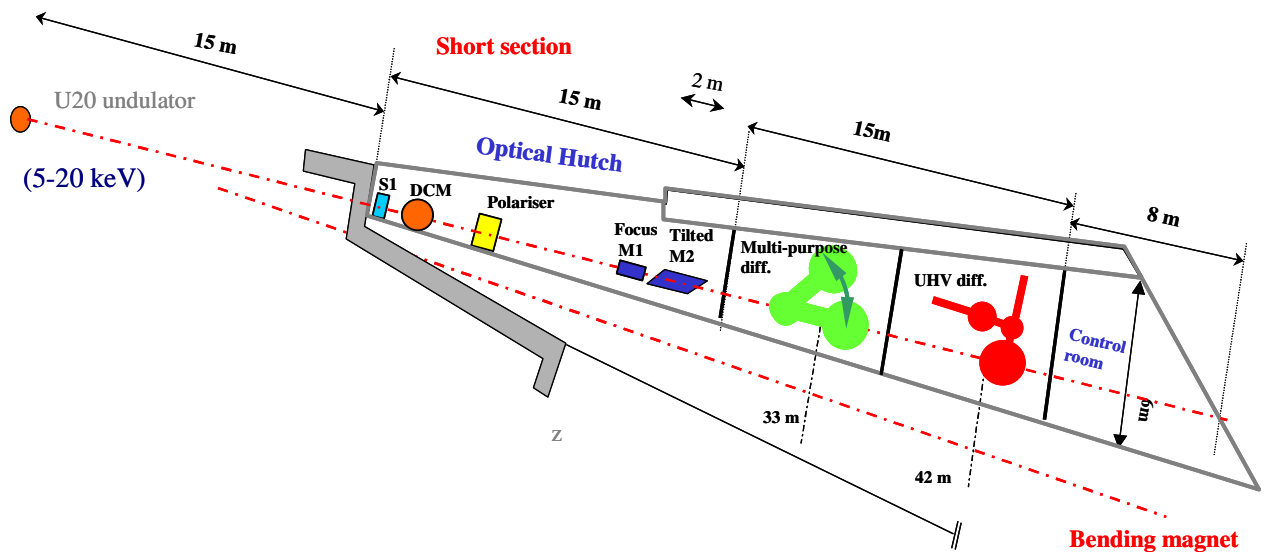 15 m
Short section
2 m
U20 undulator
15 m
15m
Optical Hutch
(5-20 keV)
S1
DCM
Polariser
8 m
Focus
M1
Tilted
M2
Multi-purpose
diff.
UHV diff.
Control
room
6m
33 m
z
42 m
Bending magnet